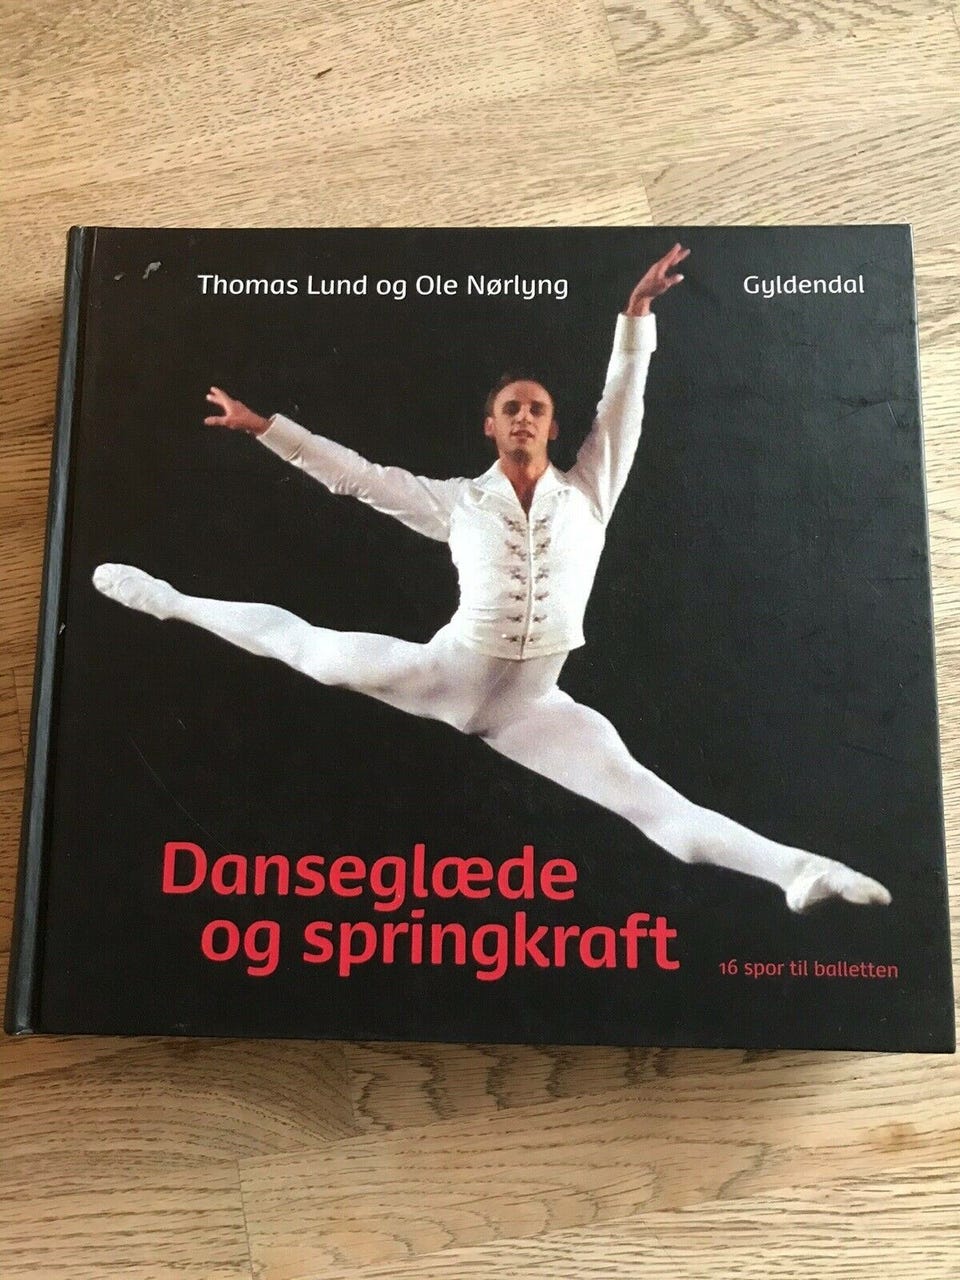 Thomas Lund og Ole Nørlyng
Gyldendal
Danseglæde
og springkraft
16 spor til balletten